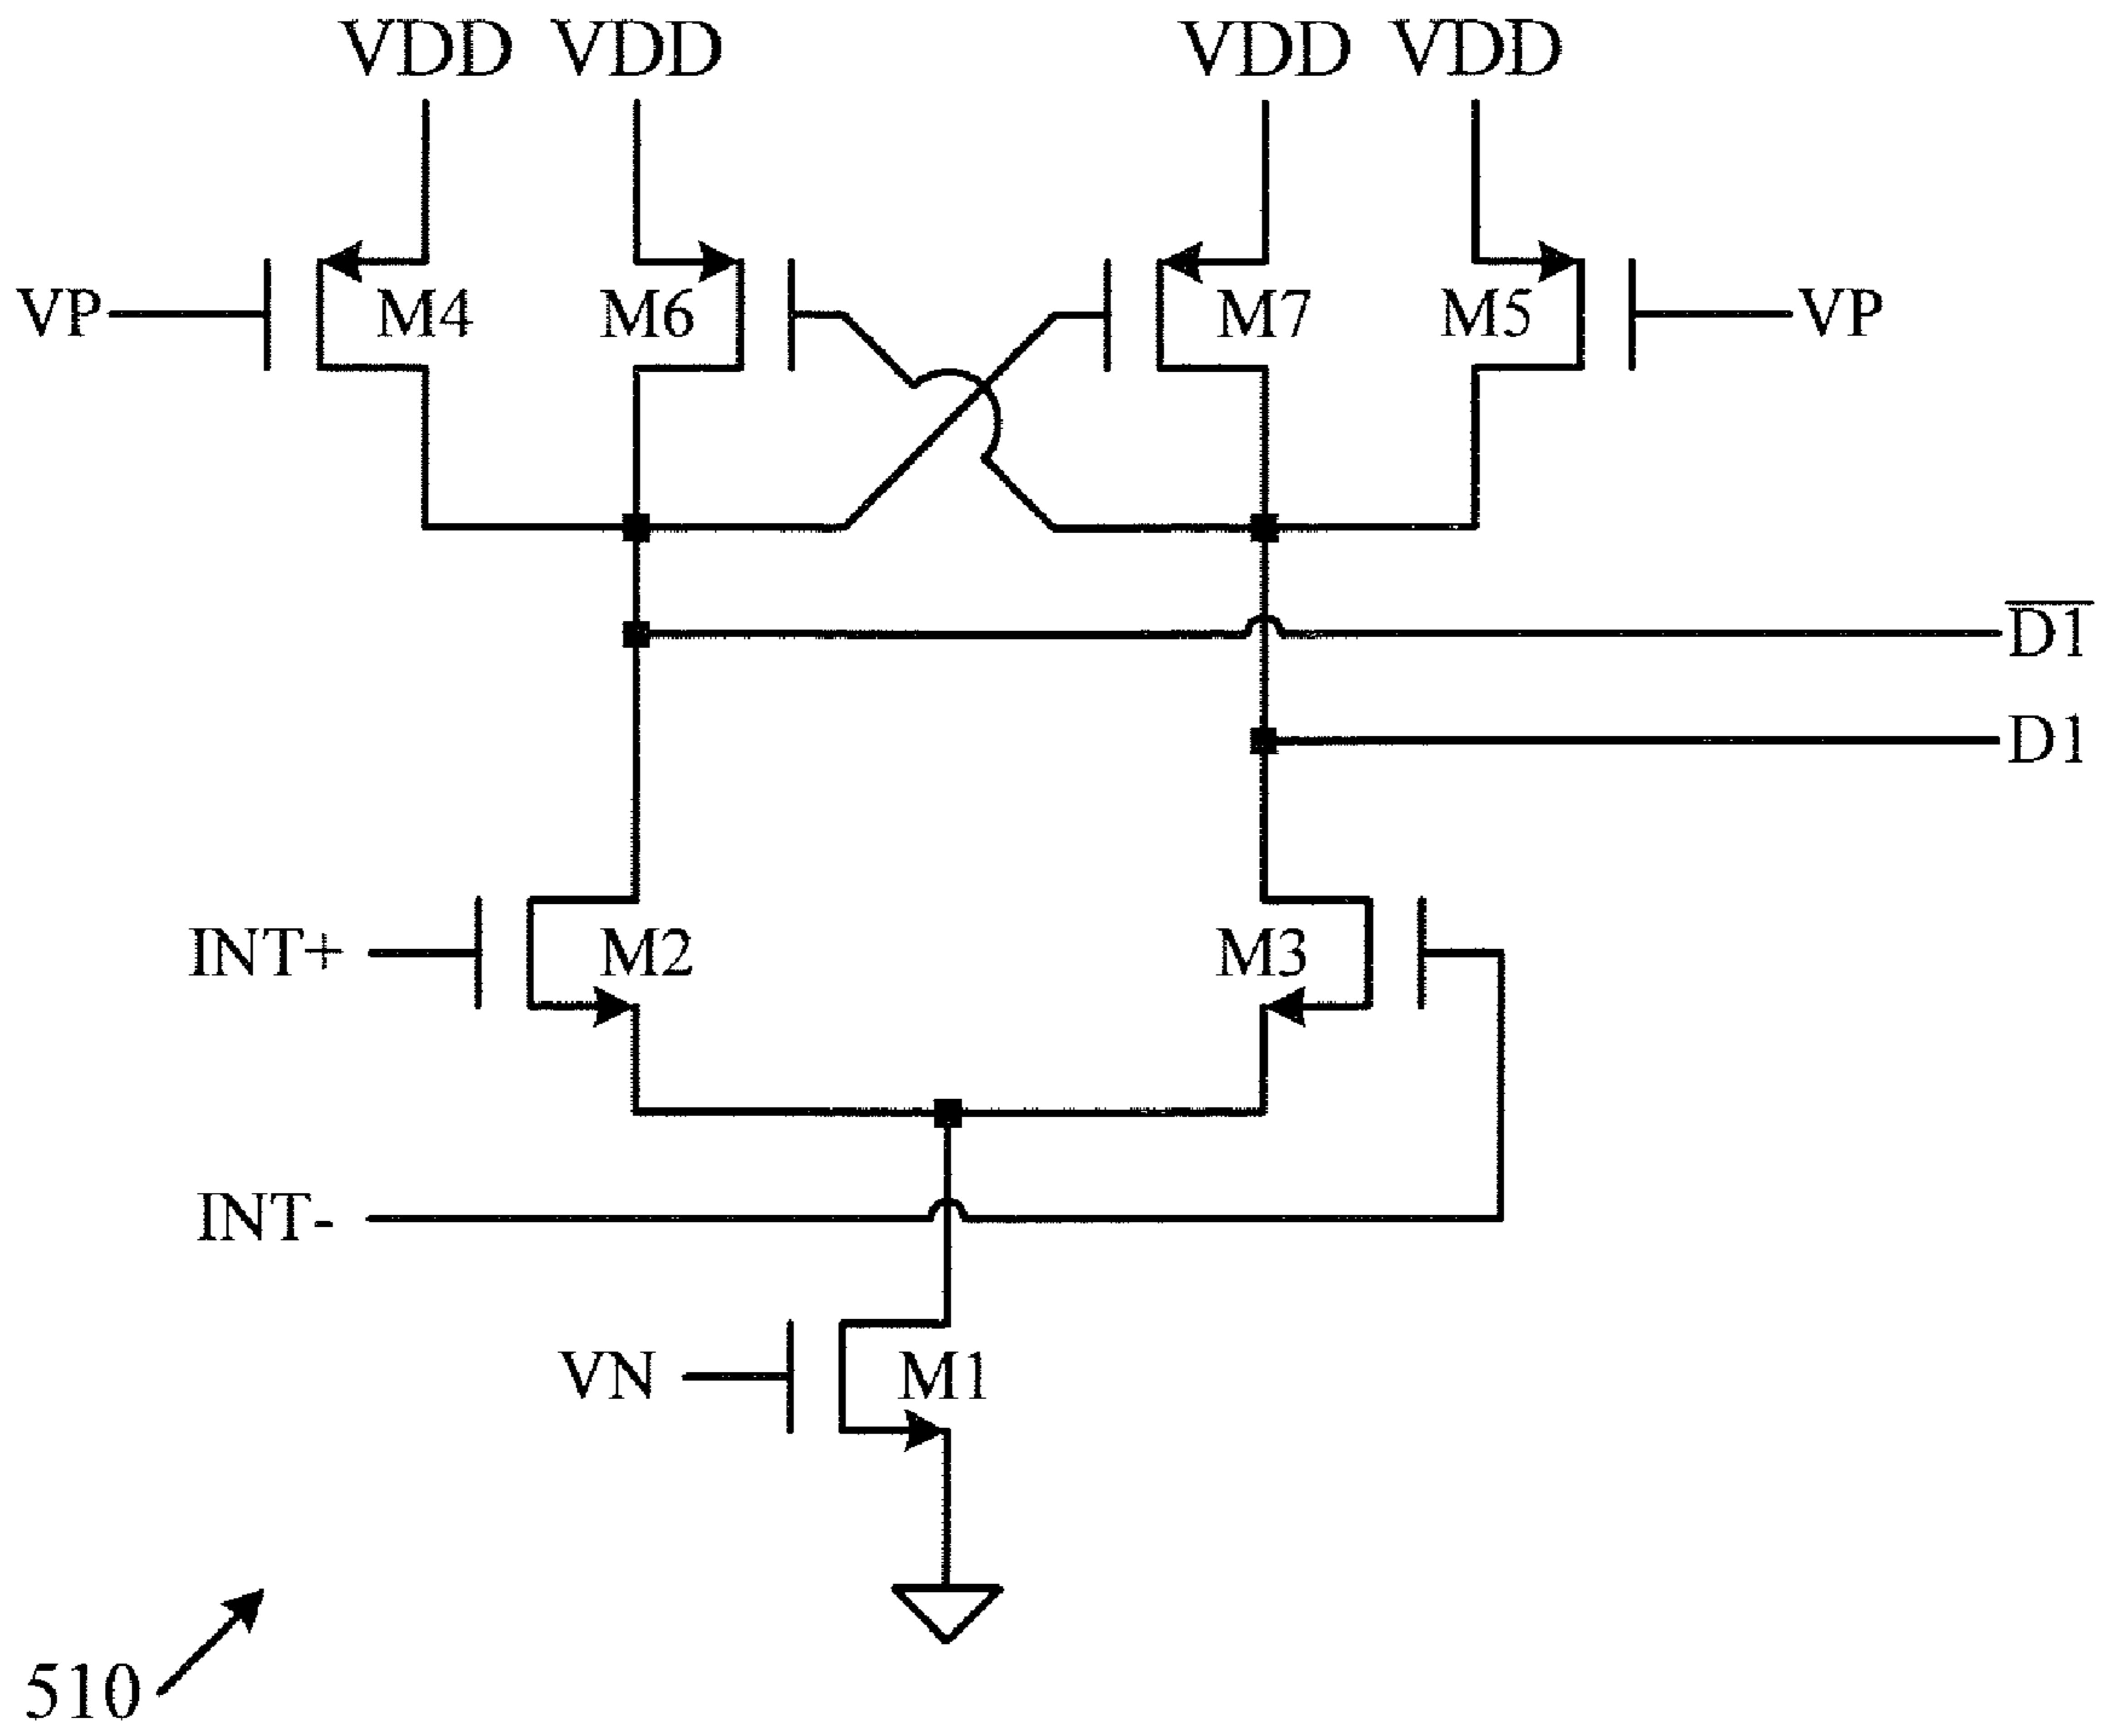 VDD VDD VDD VDD
VP M4 M6 M7 M5 VP
D1
D1
INT+ M2 M3
INT-
VN M1
510